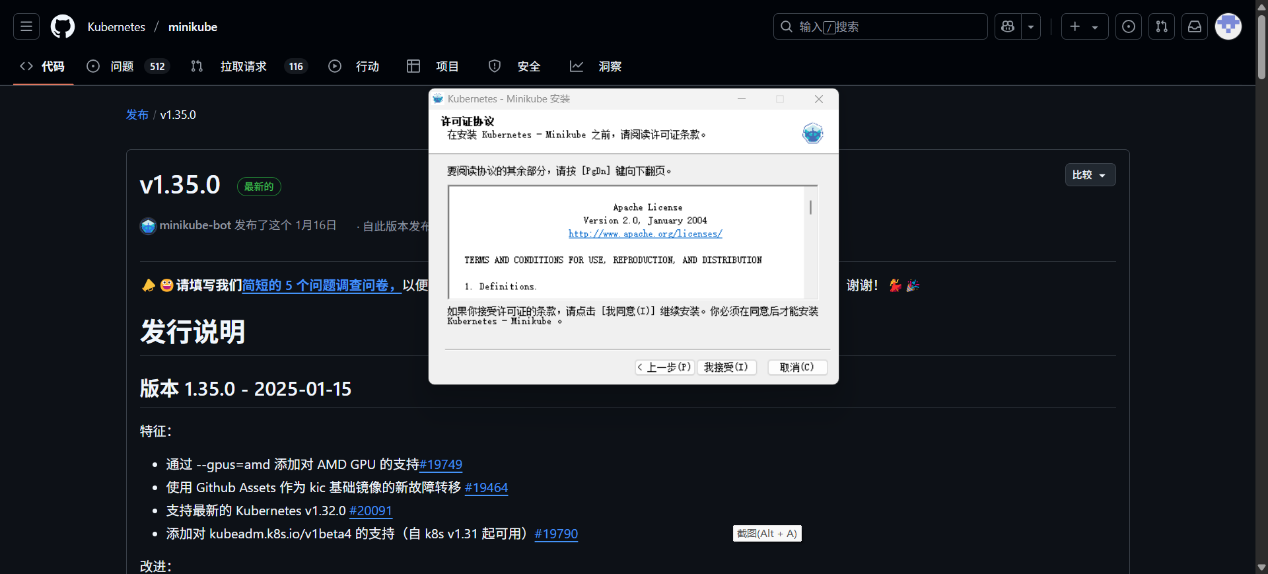 Kubernetes / minikube
输入/搜索
代码 问题 512 拉取请求 116 行动 项目 安全 洞察
发布 / v1.35.0
v1.35.0 最新的
比较
minikube-bot 发布了这个 1月16日 · 自此版本发布
请填写我们简短的 5 个问题调查问卷，以便
谢谢！
发行说明
版本 1.35.0 - 2025-01-15
特征：
• 通过 --gpus=amd 添加对 AMD GPU 的支持#19749
• 使用 Github Assets 作为 kic 基础镜像的新故障转移 #19464
• 支持最新的 Kubernetes v1.32.0 #20091
• 添加对 kubeadm.k8s.io/v1beta4 的支持（自 k8s v1.31 起可用）#19790
改进：
Kubernetes - Minikube 安装
许可证协议
在安装 Kubernetes - Minikube 之前，请阅读许可证条款。
要阅读协议的其余部分，请按 [PgDn] 键向下翻页。
Apache License
Version 2.0, January 2004
http://www.apache.org/licenses/
TERMS AND CONDITIONS FOR USE, REPRODUCTION, AND DISTRIBUTION
1. Definitions.
如果你接受许可证的条款，请点击 [我同意(I)] 继续安装。你必须在同意后才能安装
Kubernetes - Minikube 。
< 上一步(P) 我接受(I) 取消(C)
截图(Alt + A)